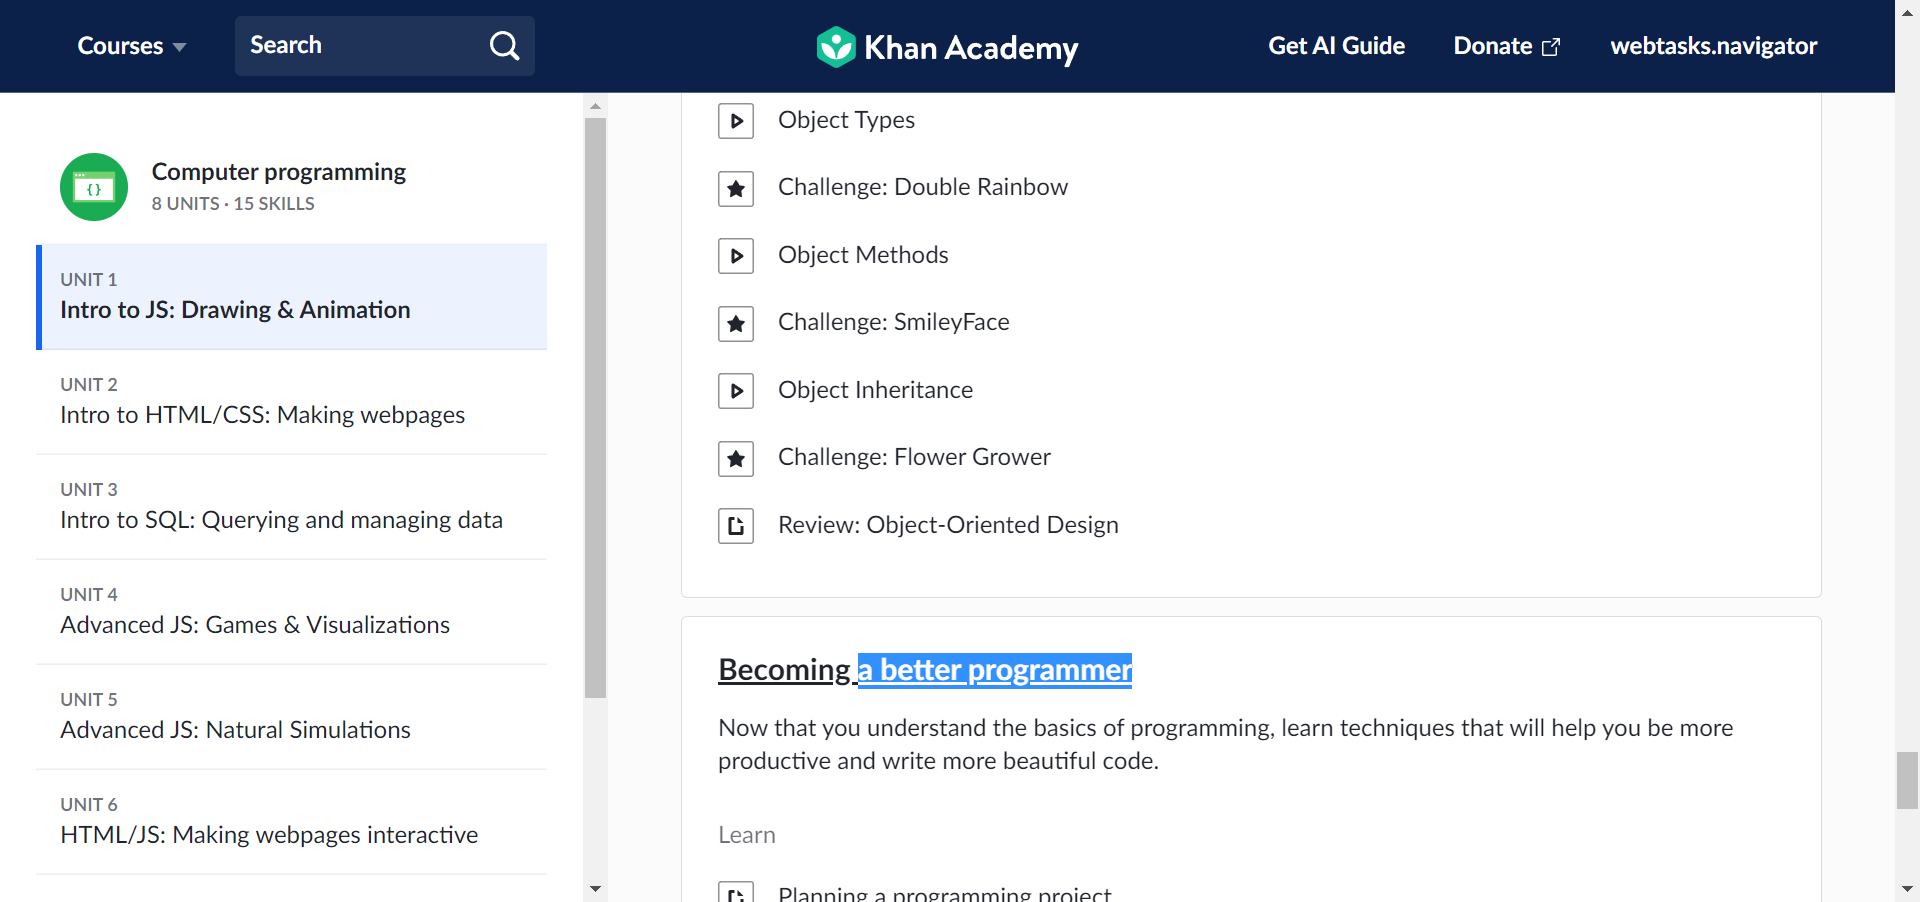 Courses
Search
Khan Academy
Get AI Guide
Donate
webtasks.navigator
Computer programming
8 UNITS · 15 SKILLS
UNIT 1
Intro to JS: Drawing & Animation
UNIT 2
Intro to HTML/CSS: Making webpages
UNIT 3
Intro to SQL: Querying and managing data
UNIT 4
Advanced JS: Games & Visualizations
UNIT 5
Advanced JS: Natural Simulations
UNIT 6
HTML/JS: Making webpages interactive
Object Types
Challenge: Double Rainbow
Object Methods
Challenge: SmileyFace
Object Inheritance
Challenge: Flower Grower
Review: Object-Oriented Design
Becoming a better programmer
Now that you understand the basics of programming, learn techniques that will help you be more
productive and write more beautiful code.
Learn
Planning a programming project